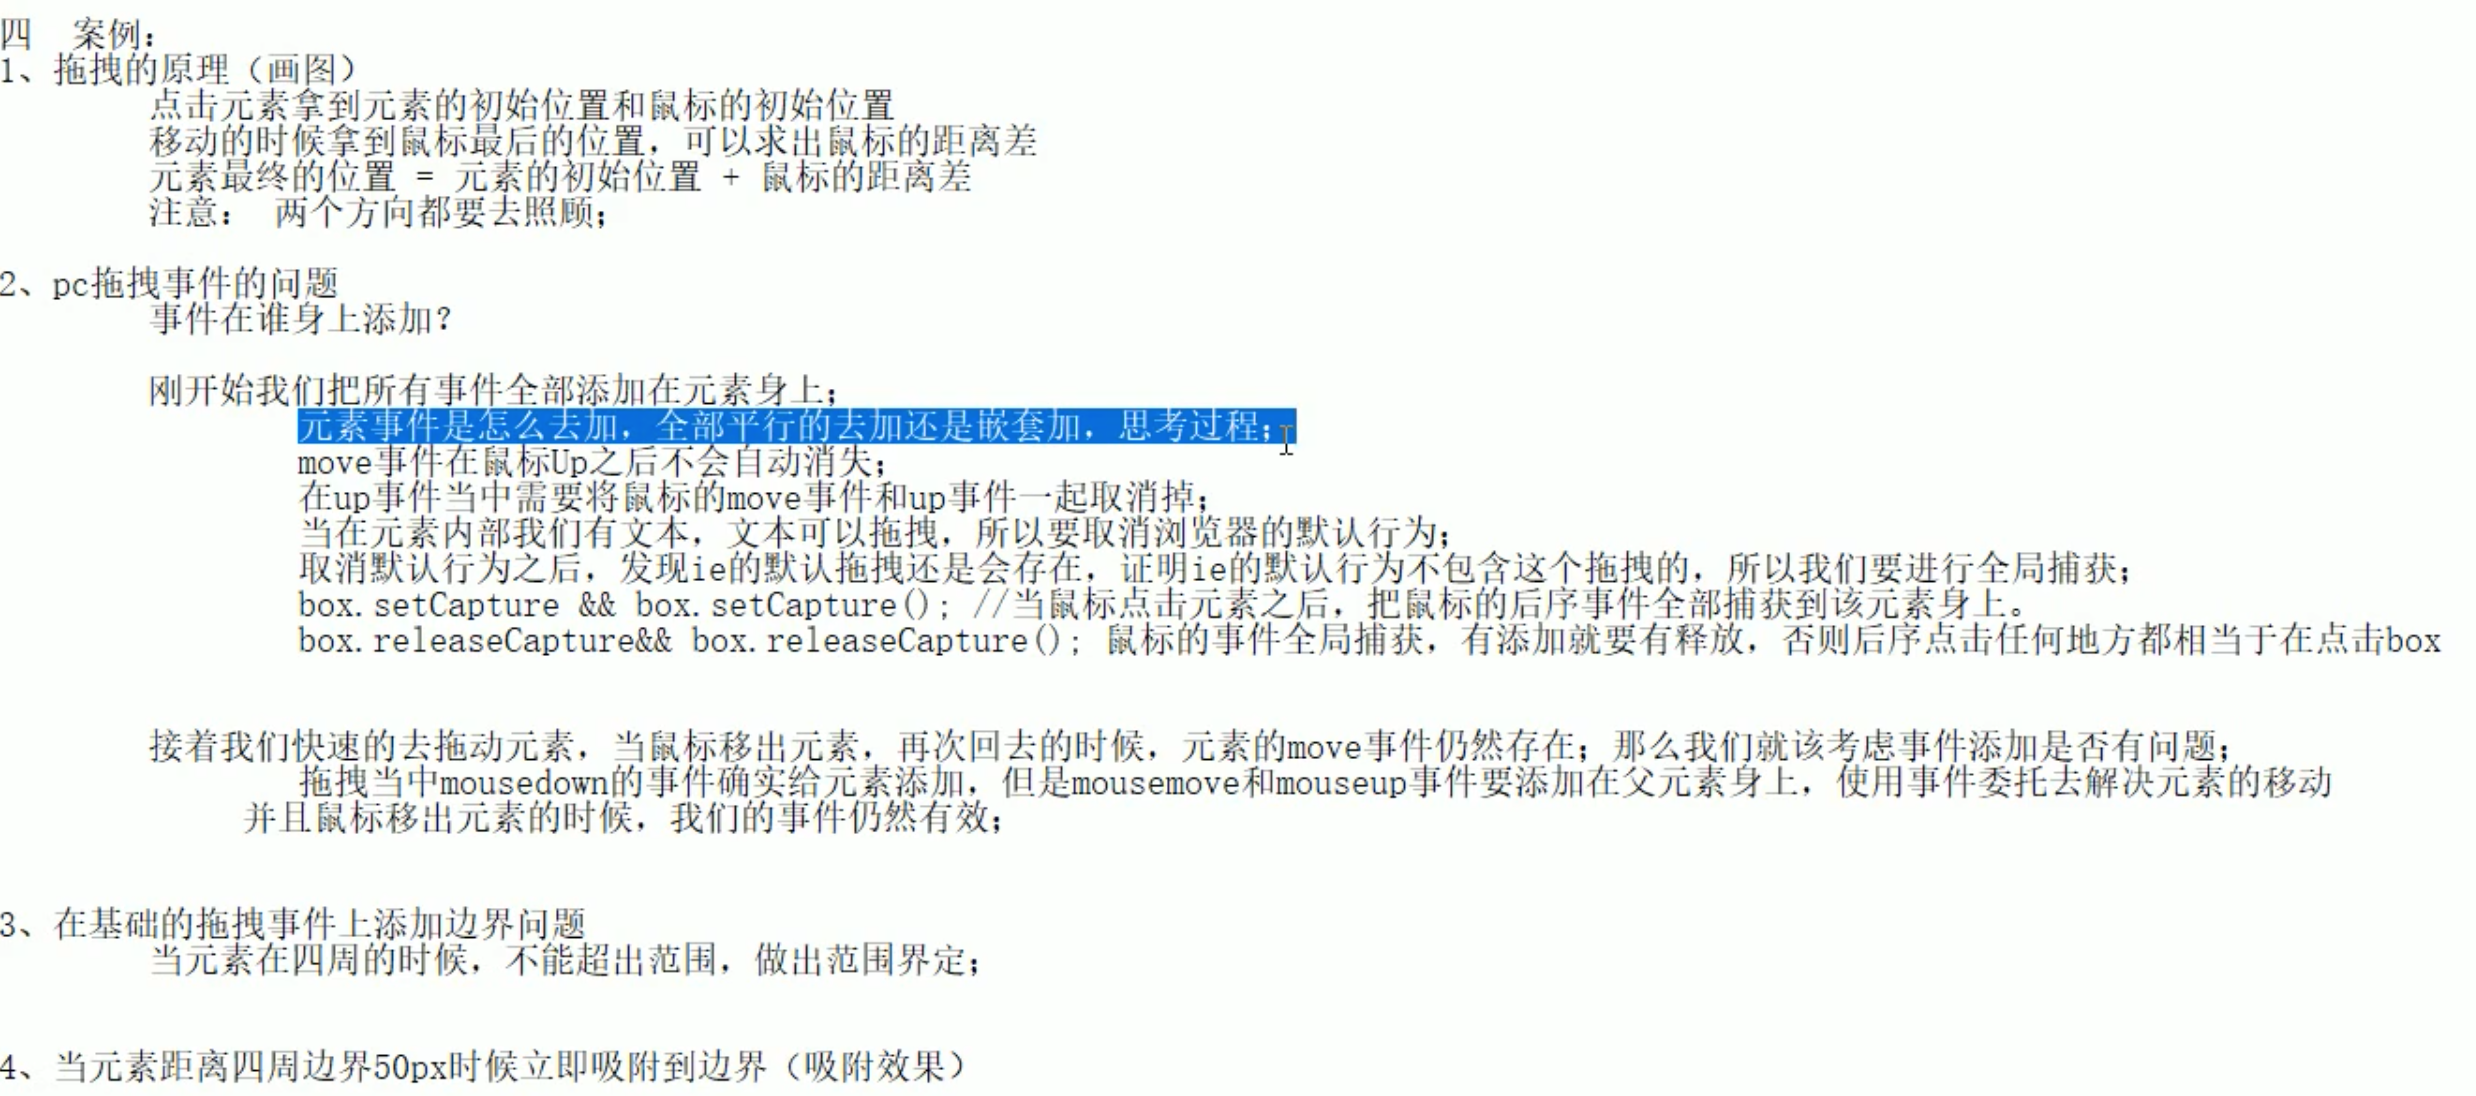 四  案例：
1、拖拽的原理（画图）
点击元素拿到元素的初始位置和鼠标的初始位置
移动的时候拿到鼠标最后的位置，可以求出鼠标的距离差
元素最终的位置 = 元素的初始位置 + 鼠标的距离差
注意： 两个方向都要去照顾；
2、pc拖拽事件的问题
事件在谁身上添加？
刚开始我们把所有事件全部添加在元素身上；
元素事件是怎么去加，全部平行的去加还是嵌套加，思考过程；
move事件在鼠标Up之后不会自动消失；
在up事件当中需要将鼠标的move事件和up事件一起取消掉；
当在元素内部我们有文本，文本可以拖拽，所以要取消浏览器的默认行为；
取消默认行为之后，发现ie的默认拖拽还是会存在，证明ie的默认行为不包含这个拖拽的，所以我们要进行全局捕获；
box.setCapture && box.setCapture(); //当鼠标点击元素之后，把鼠标的后序事件全部捕获到该元素身上。
box.releaseCapture&& box.releaseCapture(); 鼠标的事件全局捕获，有添加就要有释放，否则后序点击任何地方都相当于在点击box
接着我们快速的去拖动元素，当鼠标移出元素，再次回去的时候，元素的move事件仍然存在；那么我们就该考虑事件添加是否有问题；
拖拽当中mousedown的事件确实给元素添加，但是mousemove和mouseup事件要添加在父元素身上，使用事件委托去解决元素的移动
并且鼠标移出元素的时候，我们的事件仍然有效；
3、在基础的拖拽事件上添加边界问题
当元素在四周的时候，不能超出范围，做出范围界定；
4、当元素距离四周边界50px时候立即吸附到边界（吸附效果）